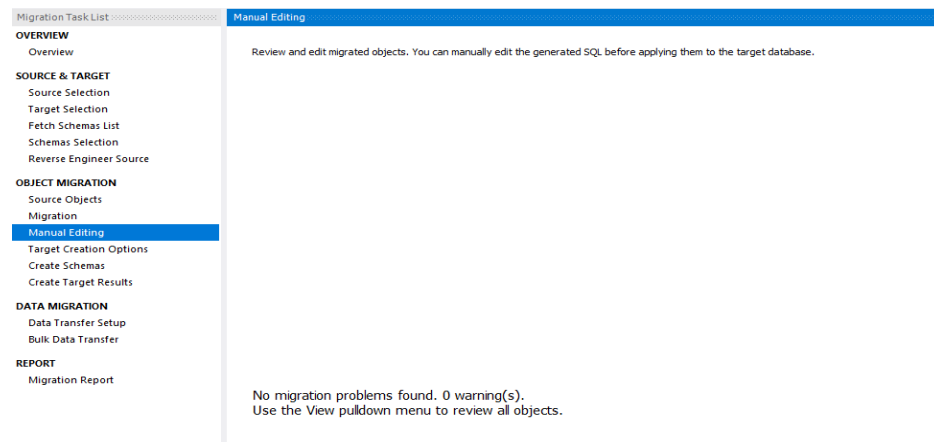 Migration Task List
OVERVIEW
Overview
SOURCE & TARGET
Source Selection
Target Selection
Fetch Schemas List
Schemas Selection
Reverse Engineer Source
OBJECT MIGRATION
Source Objects
Migration
Manual Editing
Target Creation Options
Create Schemas
Create Target Results
DATA MIGRATION
Data Transfer Setup
Bulk Data Transfer
REPORT
Migration Report
Manual Editing
Review and edit migrated objects. You can manually edit the generated SQL before applying them to the target database.
No migration problems found. 0 warning(s).
Use the View pulldown menu to review all objects.